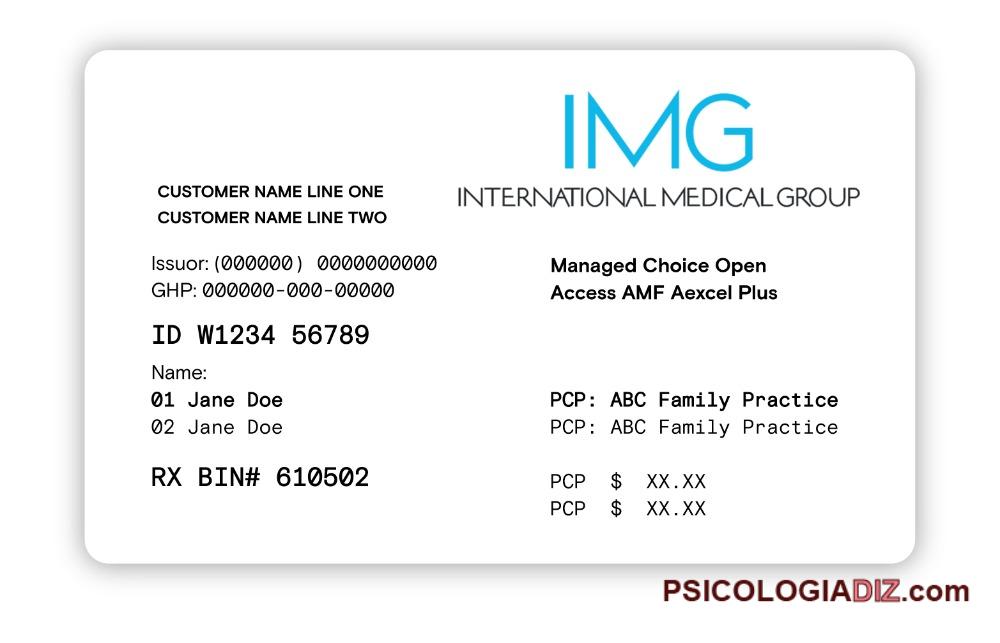 IMG
INTERNATIONAL MEDICAL GROUP
CUSTOMER NAME LINE ONE
CUSTOMER NAME LINE TWO
Issuor: (000000) 0000000000
GHP: 000000-000-00000
Managed Choice Open
Access AMF Aexcel Plus
ID W1234 56789
Name:
01 Jane Doe
02 Jane Doe
PCP: ABC Family Practice
PCP: ABC Family Practice
RX BIN# 610502
PCP $ XX.XX
PCP $ XX.XX
PSICOLOGIADIZ.com